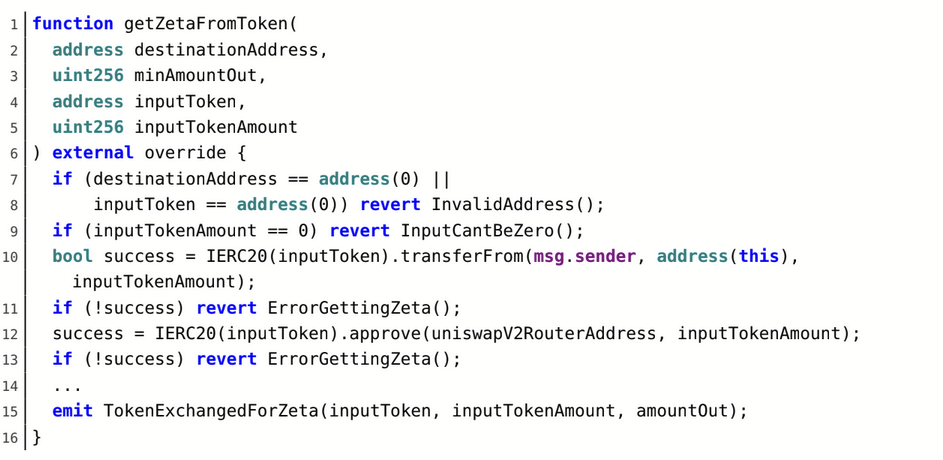 1 function getZetaFromToken(
2   address destinationAddress,
3   uint256 minAmountOut,
4   address inputToken,
5   uint256 inputTokenAmount
6 ) external override {
7   if (destinationAddress == address(0) ||
8       inputToken == address(0)) revert InvalidAddress();
9   if (inputTokenAmount == 0) revert InputCantBeZero();
10   bool success = IERC20(inputToken).transferFrom(msg.sender, address(this),
     inputTokenAmount);
11   if (!success) revert ErrorGettingZeta();
12   success = IERC20(inputToken).approve(uniswapV2RouterAddress, inputTokenAmount);
13   if (!success) revert ErrorGettingZeta();
14   ...
15   emit TokenExchangedForZeta(inputToken, inputTokenAmount, amountOut);
16 }